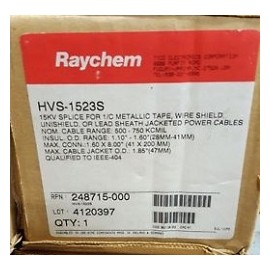 Raychem
TYCO ELECTRONICS CORPORATION
HVS-1523S
15KV SPLICE FOR 1/C METALLIC TAPE, WIRE SHIELD
UNISHIELD, OR LEAD SHEATH JACKETED POWER CABLES
NOM. CABLE RANGE: 500 - 750 KCMIL
INSUL. O.D. RANGE: 1.10" - 1.60"(28MM-41MM)
MAX. CONN:1.60 X 8.00" (41 X 200 MM)
MAX. CABLE JACKET O.D.: 1.85"(47MM)
QUALIFIED TO IEEE-404
RPN : 248715-000
LOT : 4120397
QTY: 1